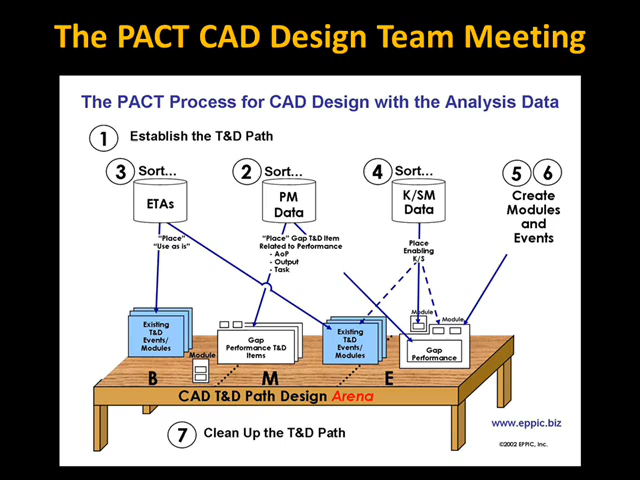 The PACT CAD Design Team Meeting
The PACT Process for CAD Design with the Analysis Data
1 Establish the T&D Path
3 Sort...
ETAs
2 Sort...
PM
Data
4 Sort...
K/SM
Data
5 6
Create
Modules
and
Events
"Place"
"Use as is"
"Place" Gap T&D Item
Related to Performance
- AoP
- Output
- Task
Place
Enabling
K/S
Existing
T&D
Events/
Modules
Module
Gap
Performance T&D
Items
Existing
T&D
Events/
Modules
Module
Module
Gap
Performance
B
M
E
CAD T&D Path Design Arena
7 Clean Up the T&D Path
www.eppic.biz
©2002 EPPIC, Inc.